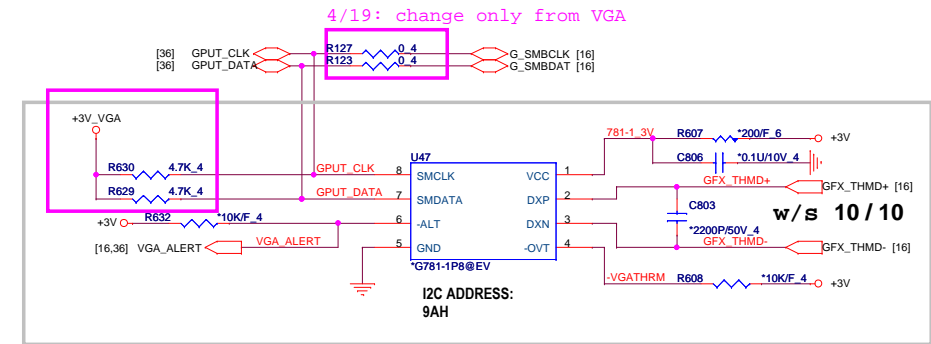 4/19: change only from VGA
[36] GPUT_CLK R127 0_4 G_SMBCLK [16]
[36] GPUT_DATA R123 0_4 G_SMBDAT [16]
+3V_VGA
R630 4.7K_4 GPUT_CLK
R629 4.7K_4 GPUT_DATA
+3V R632 *10K/F_4
[16,36] VGA_ALERT VGA_ALERT
U47
8 SMCLK VCC 1
7 SMDATA DXP 2
6 -ALT DXN 3
5 GND -OVT 4
*G781-1P8@EV
I2C ADDRESS:
9AH
781-1_3V R607 *200/F_6 +3V
C806 *0.1U/10V_4
GFX_THMD+ GFX_THMD+ [16]
C803 w/s 10/10
*2200P/50V_4
GFX_THMD- GFX_THMD- [16]
-VGATHRM R608 *10K/F_4 +3V